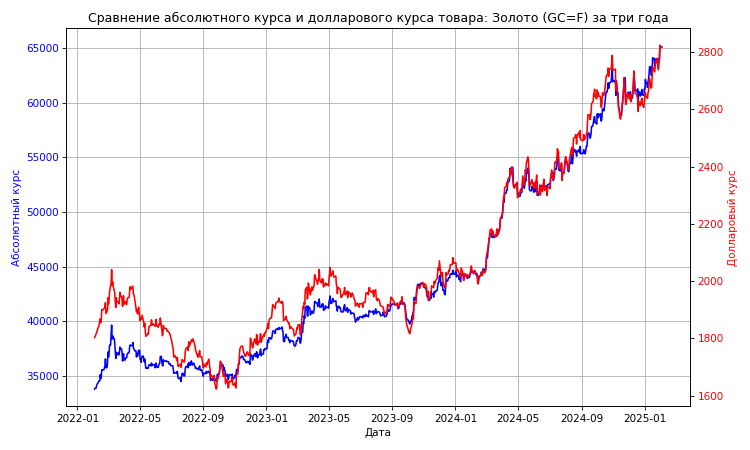 Сравнение абсолютного курса и долларового курса товара: Золото (GC=F) за три года
65000
60000
55000
50000
45000
40000
35000
Абсолютный курс
2800
2600
2400
2200
2000
1800
1600
Долларовый курс
2022-01 2022-05 2022-09 2023-01 2023-05 2023-09 2024-01 2024-05 2024-09 2025-01
Дата